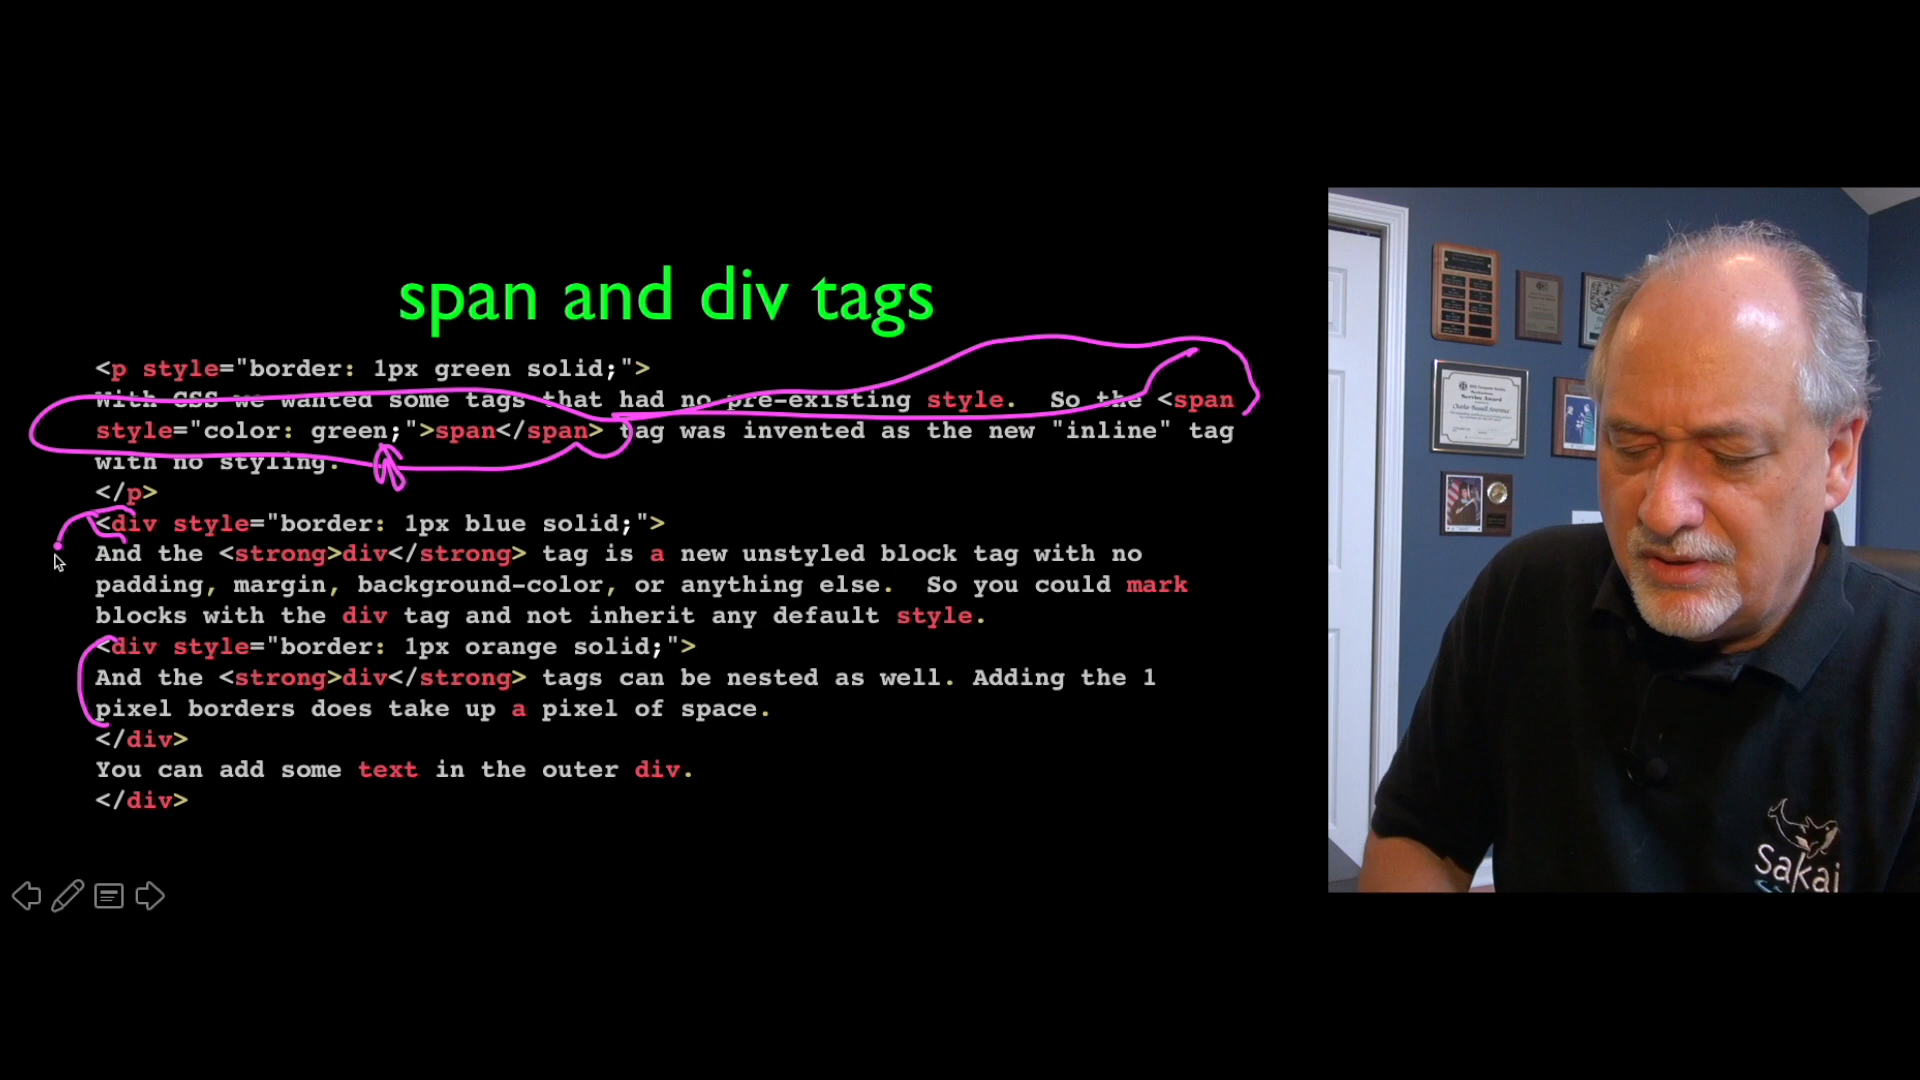 span and div tags
<p style="border: 1px green solid;">
With CSS we wanted some tags that had no pre-existing style.  So the <span
style="color: green;">span</span> tag was invented as the new "inline" tag
with no styling.
</p>
<div style="border: 1px blue solid;">
And the <strong>div</strong> tag is a new unstyled block tag with no
padding, margin, background-color, or anything else.  So you could mark
blocks with the div tag and not inherit any default style.
<div style="border: 1px orange solid;">
And the <strong>div</strong> tags can be nested as well. Adding the 1
pixel borders does take up a pixel of space.
</div>
You can add some text in the outer div.
</div>
sakai